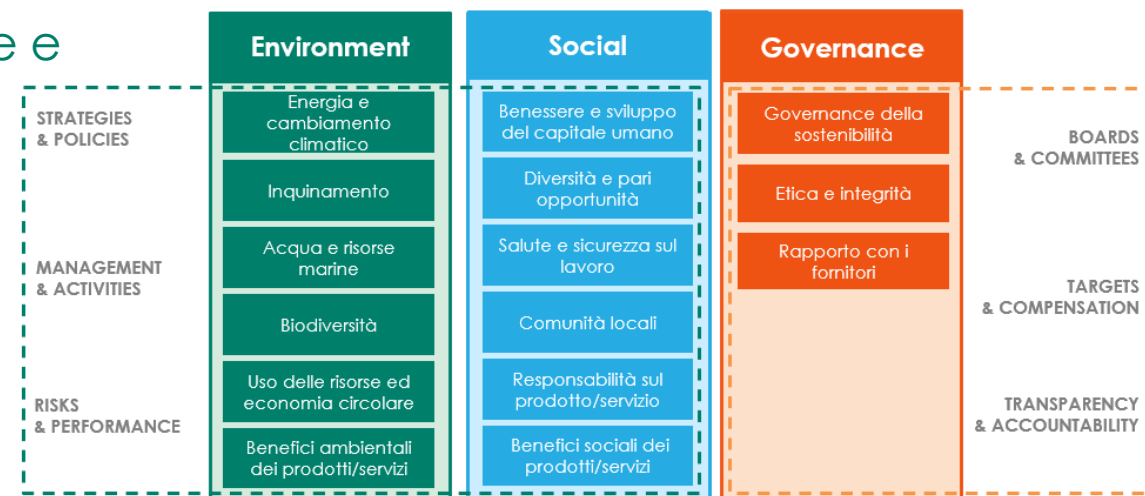 e e
Environment
Social
Governance
STRATEGIES
& POLICIES
MANAGEMENT
& ACTIVITIES
RISKS
& PERFORMANCE
Energia e
cambiamento
climatico
Inquinamento
Acqua e risorse
marine
Biodiversità
Uso delle risorse ed
economia circolare
Benefici ambientali
dei prodotti/servizi
Benessere e sviluppo
del capitale umano
Diversità e pari
opportunità
Salute e sicurezza sul
lavoro
Comunità locali
Responsabilità sul
prodotto/servizio
Benefici sociali dei
prodotti/servizi
Governance della
sostenibilità
Etica e integrità
Rapporto con i
fornitori
BOARDS
& COMMITTEES
TARGETS
& COMPENSATION
TRANSPARENCY
& ACCOUNTABILITY